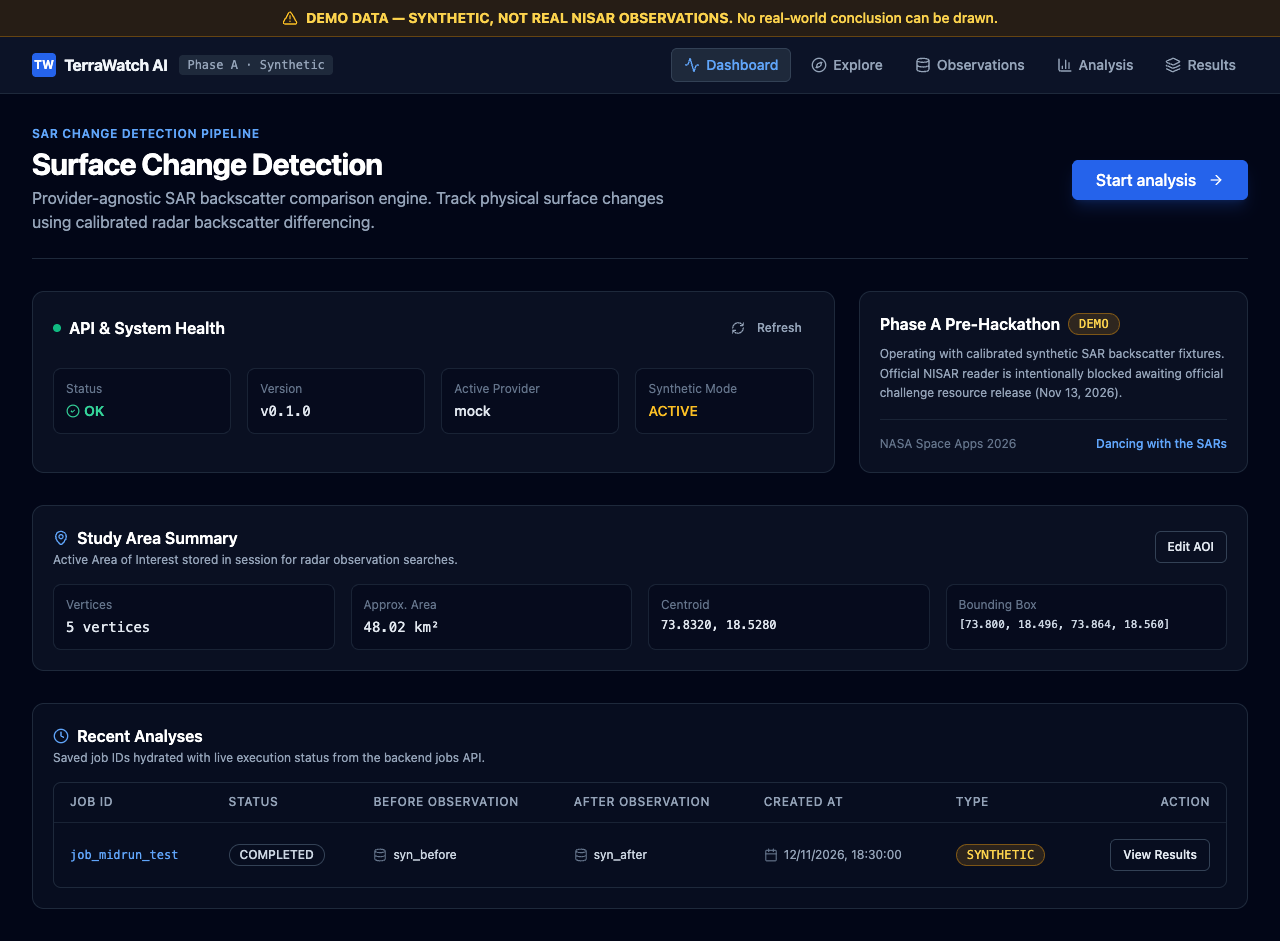 DEMO DATA — SYNTHETIC, NOT REAL NISAR OBSERVATIONS. No real-world conclusion can be drawn.
TW TerraWatch AI Phase A · Synthetic Dashboard Explore Observations Analysis Results
SAR CHANGE DETECTION PIPELINE
Surface Change Detection
Provider-agnostic SAR backscatter comparison engine. Track physical surface changes
using calibrated radar backscatter differencing.
Start analysis
API & System Health Refresh
Status
OK
Version
v0.1.0
Active Provider
mock
Synthetic Mode
ACTIVE
Phase A Pre-Hackathon DEMO
Operating with calibrated synthetic SAR backscatter fixtures.
Official NISAR reader is intentionally blocked awaiting official
challenge resource release (Nov 13, 2026).
NASA Space Apps 2026 Dancing with the SARs
Study Area Summary
Active Area of Interest stored in session for radar observation searches.
Edit AOI
Vertices
5 vertices
Approx. Area
48.02 km²
Centroid
73.8320, 18.5280
Bounding Box
[73.800, 18.496, 73.864, 18.560]
Recent Analyses
Saved job IDs hydrated with live execution status from the backend jobs API.
JOB ID STATUS BEFORE OBSERVATION AFTER OBSERVATION CREATED AT TYPE ACTION
job_midrun_test COMPLETED syn_before syn_after 12/11/2026, 18:30:00 SYNTHETIC View Results